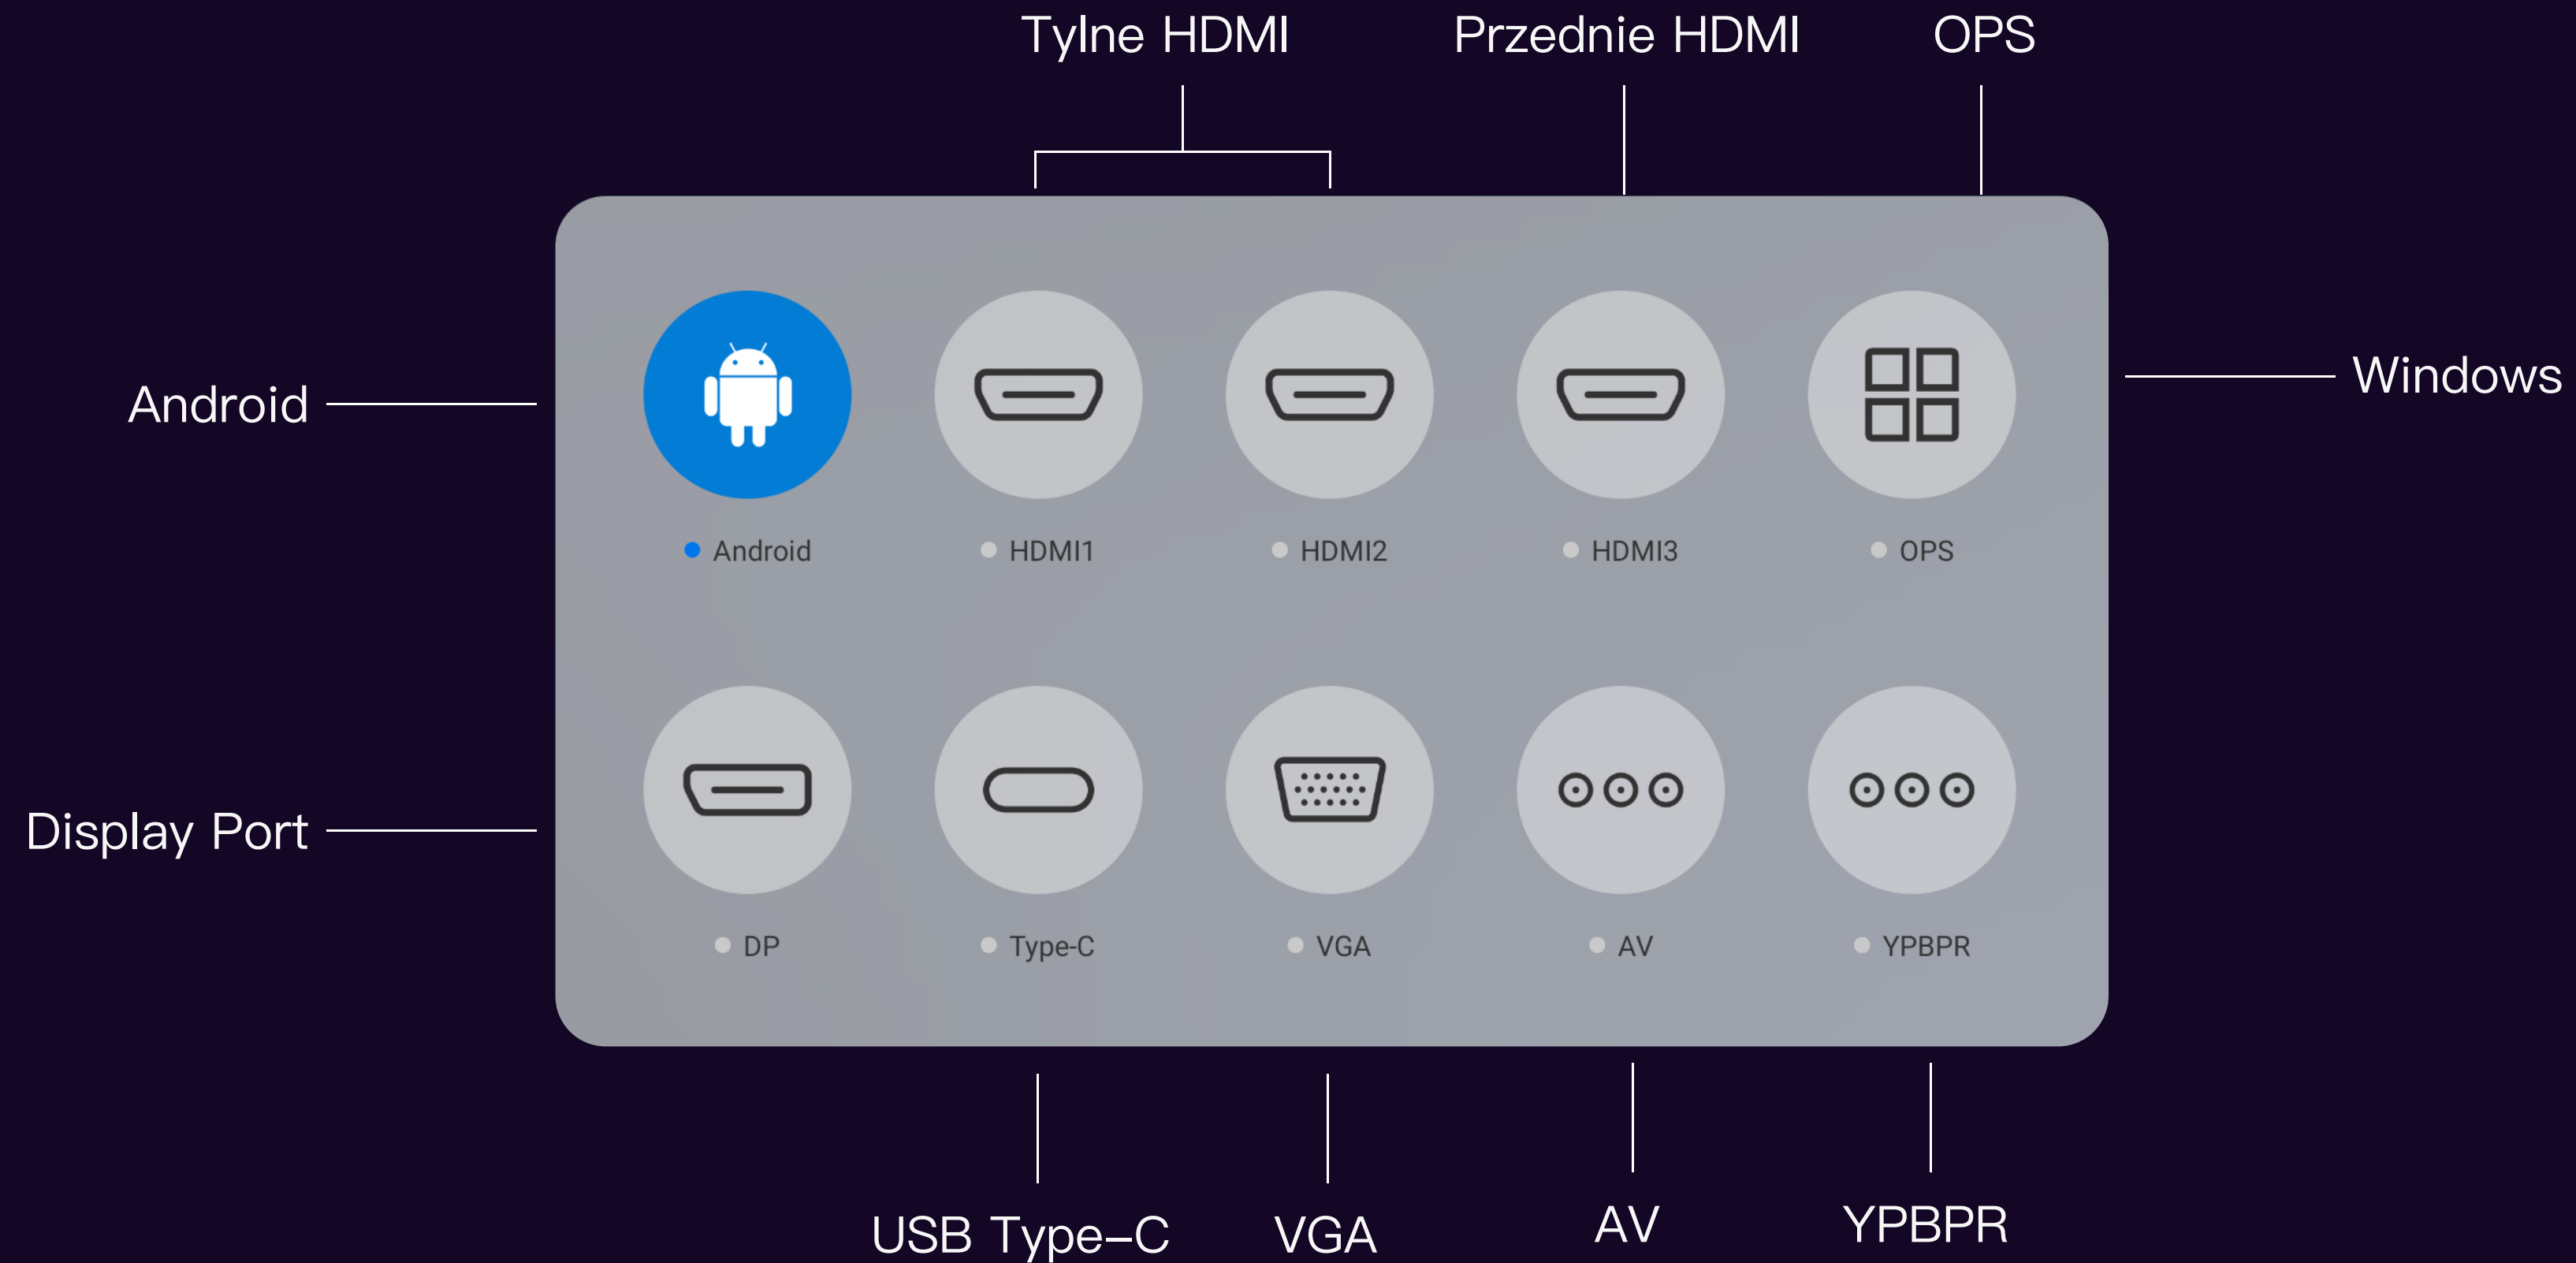 Tylne HDMI
Przednie HDMI
OPS
Android
Windows
Android
HDMI1
HDMI2
HDMI3
OPS
Display Port
DP
Type-C
VGA
AV
YPBPR
USB Type-C
VGA
AV
YPBPR